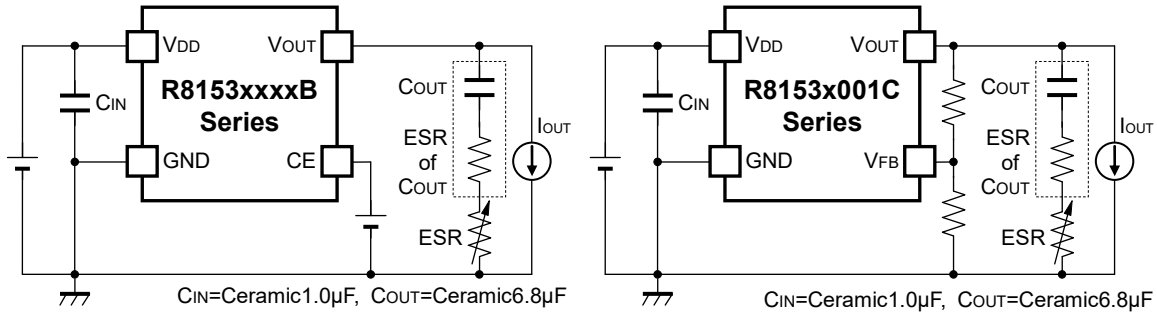 VDD
VOUT
R8153xxxxB
Series
CIN
GND
CE
COUT
ESR
of
COUT
ESR
IOUT
CIN=Ceramic1.0µF, COUT=Ceramic6.8µF
VDD
VOUT
R8153x001C
Series
CIN
GND
VFB
COUT
ESR
of
COUT
ESR
IOUT
CIN=Ceramic1.0µF, COUT=Ceramic6.8µF